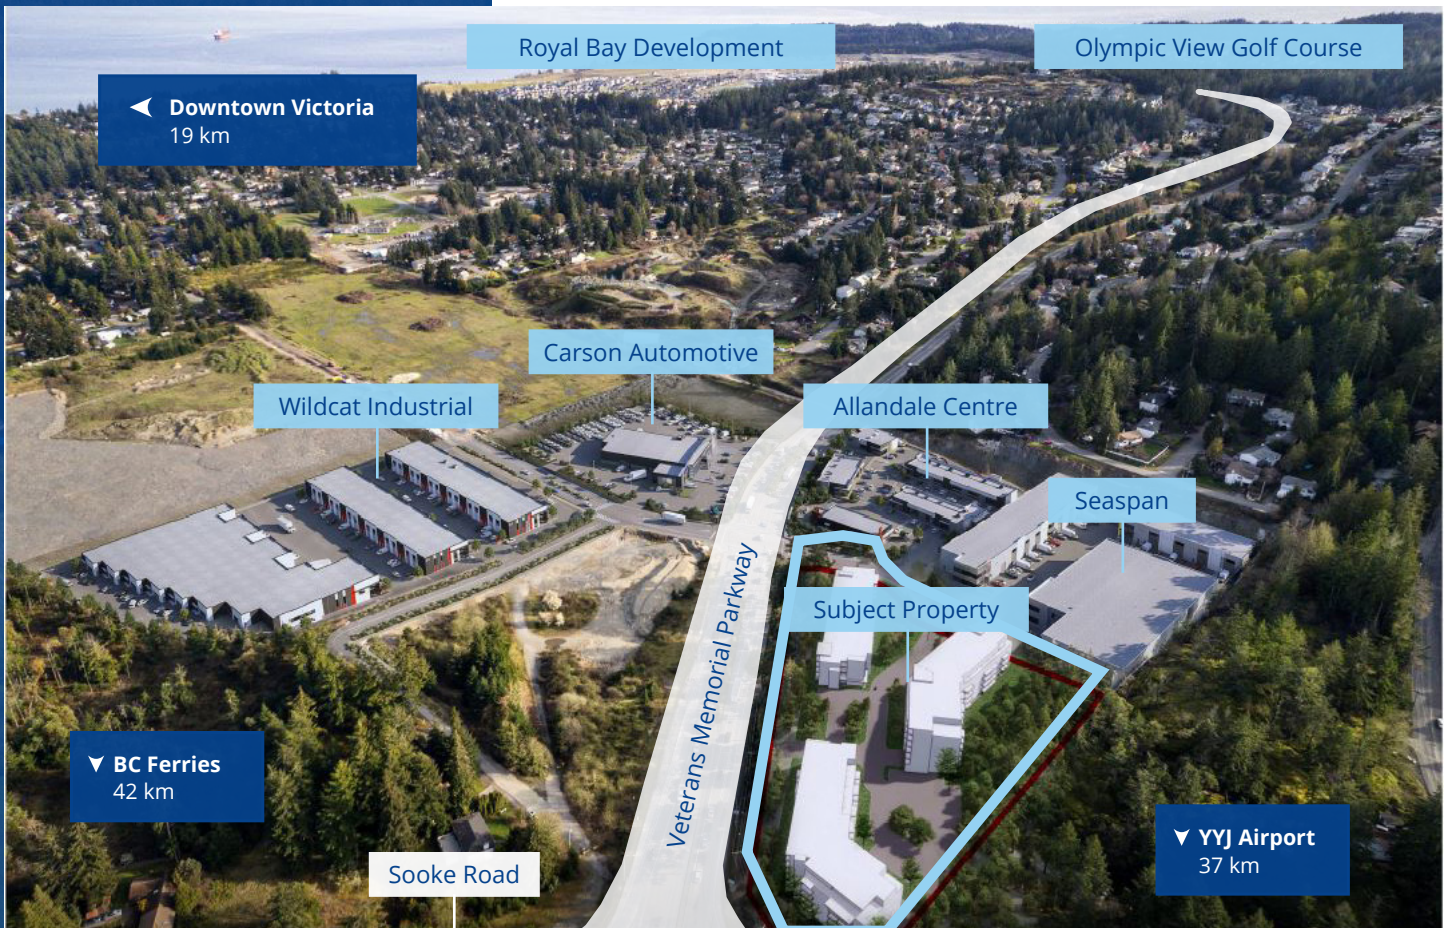 Royal Bay Development
Olympic View Golf Course
Downtown Victoria
19 km
Carson Automotive
Wildcat Industrial
Allandale Centre
Seaspan
Subject Property
Veterans Memorial Parkway
BC Ferries
42 km
YYJ Airport
37 km
Sooke Road